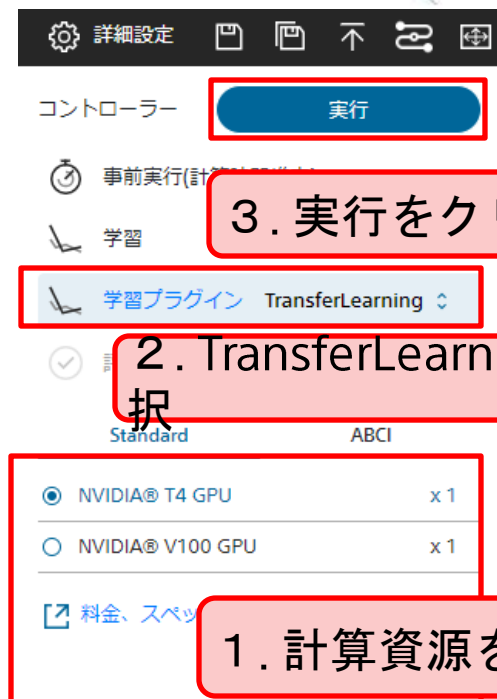 詳細設定
コントローラー 実行
事前実行(計
3．実行をク
学習
学習プラグイン TransferLearning
2．TransferLearn
択
Standard ABCI
NVIDIA® T4 GPU x 1
NVIDIA® V100 GPU x 1
料金、スペッ
1．計算資源を